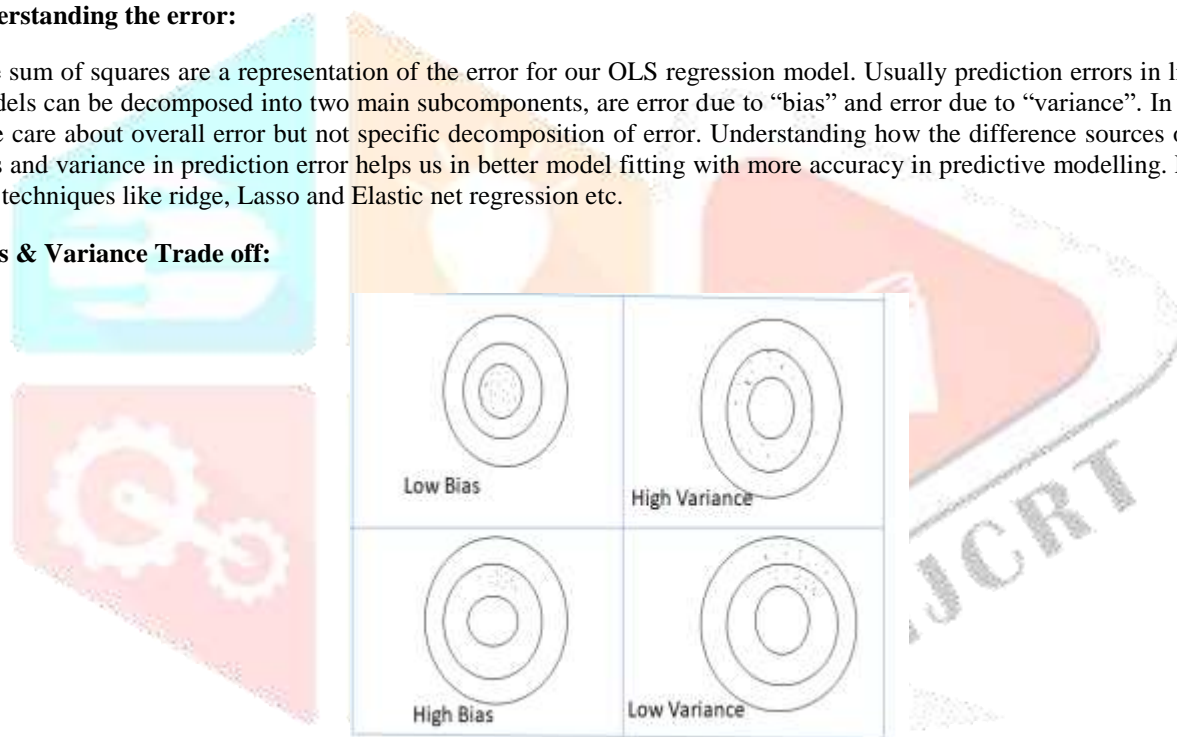 erstanding the error:
e sum of squares are a representation of the error for our OLS regression model. Usually prediction errors in li
dels can be decomposed into two main subcomponents, are error due to “bias” and error due to “variance”. In
e care about overall error but not specific decomposition of error. Understanding how the difference sources o
s and variance in prediction error helps us in better model fitting with more accuracy in predictive modelling.
techniques like ridge, Lasso and Elastic net regression etc.
s & Variance Trade off:
Low Bias
High Variance
High Bias
Low Variance
JCRT